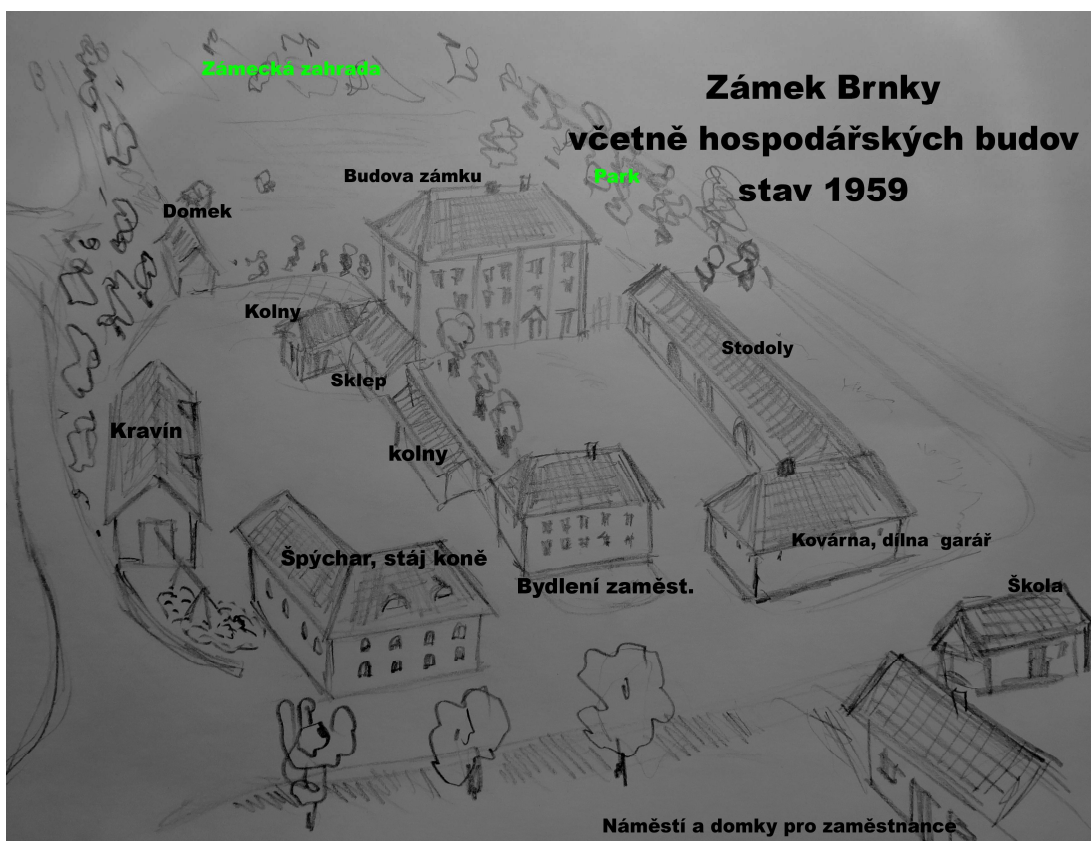 Zámecká zahrada
Zámek Brnky
včetně hospodářských budov
stav 1959
Budova zámku
Park
Domek
Kolny
Stodoly
Sklep
Kravín
kolny
Kovárna, dílna garář
Špýchar, stáj koně
Bydlení zaměst.
Škola
Náměstí a domky pro zaměstnance